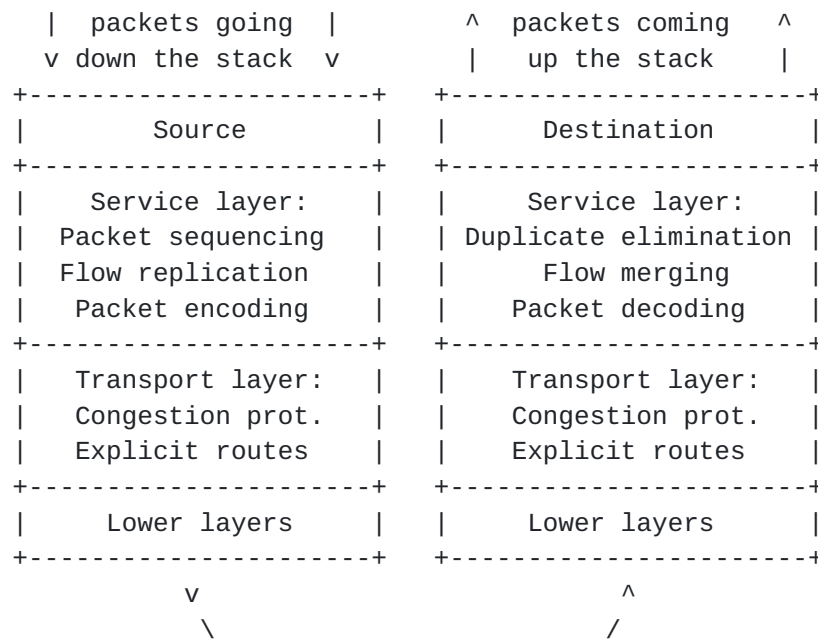 |  packets going  |        ^  packets coming   ^
v down the stack  v        |   up the stack    |
+----------------------+   +-----------------------+
|        Source        |   |      Destination      |
+----------------------+   +-----------------------+
|    Service layer:    |   |     Service layer:    |
|  Packet sequencing   |   | Duplicate elimination |
|  Flow replication    |   |      Flow merging     |
|   Packet encoding    |   |    Packet decoding    |
+----------------------+   +-----------------------+
|   Transport layer:   |   |    Transport layer:   |
|   Congestion prot.   |   |    Congestion prot.   |
|   Explicit routes    |   |    Explicit routes    |
+----------------------+   +-----------------------+
|     Lower layers     |   |     Lower layers      |
+----------------------+   +-----------------------+
v                           ^
\                         /